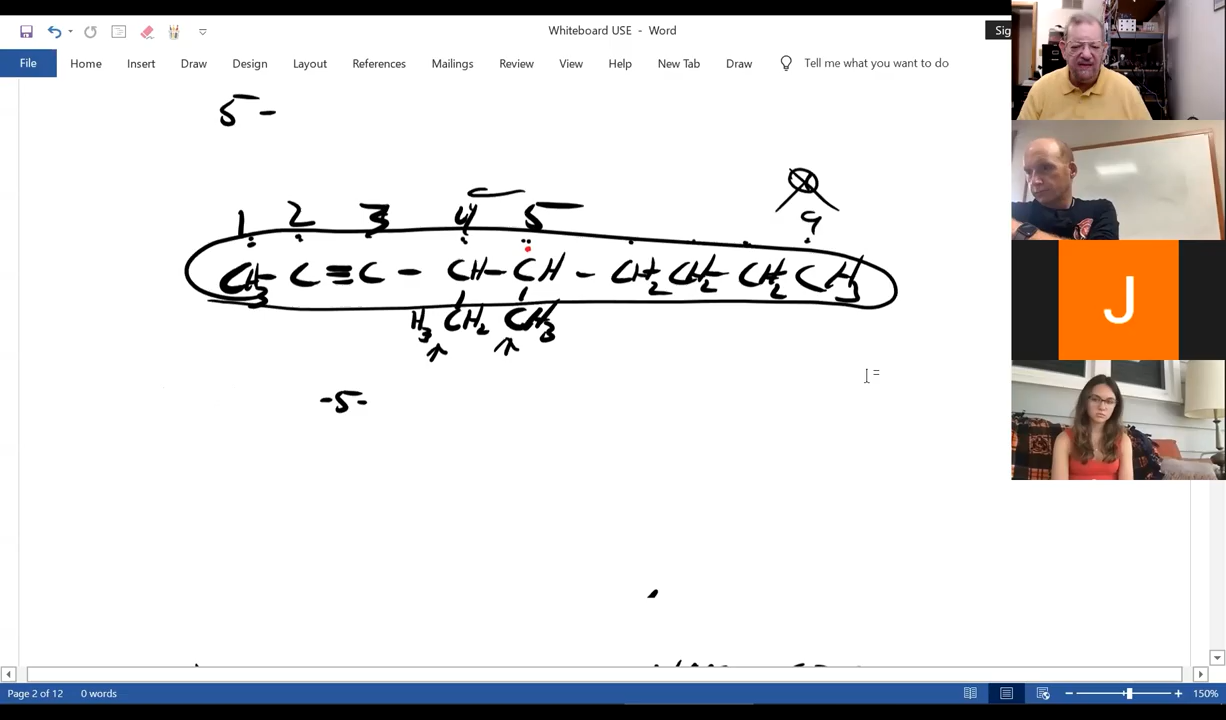 Whiteboard USE - Word
File Home Insert Draw Design Layout References Mailings Review View Help New Tab Draw Tell me what you want to do
5 -
1 2 3 4 5 9
CH3 - C ≡ C - CH - CH - CH2 CH2 - CH2 CH3
H3 CH2 CH3
-5-
J
Page 2 of 12 0 words 150%